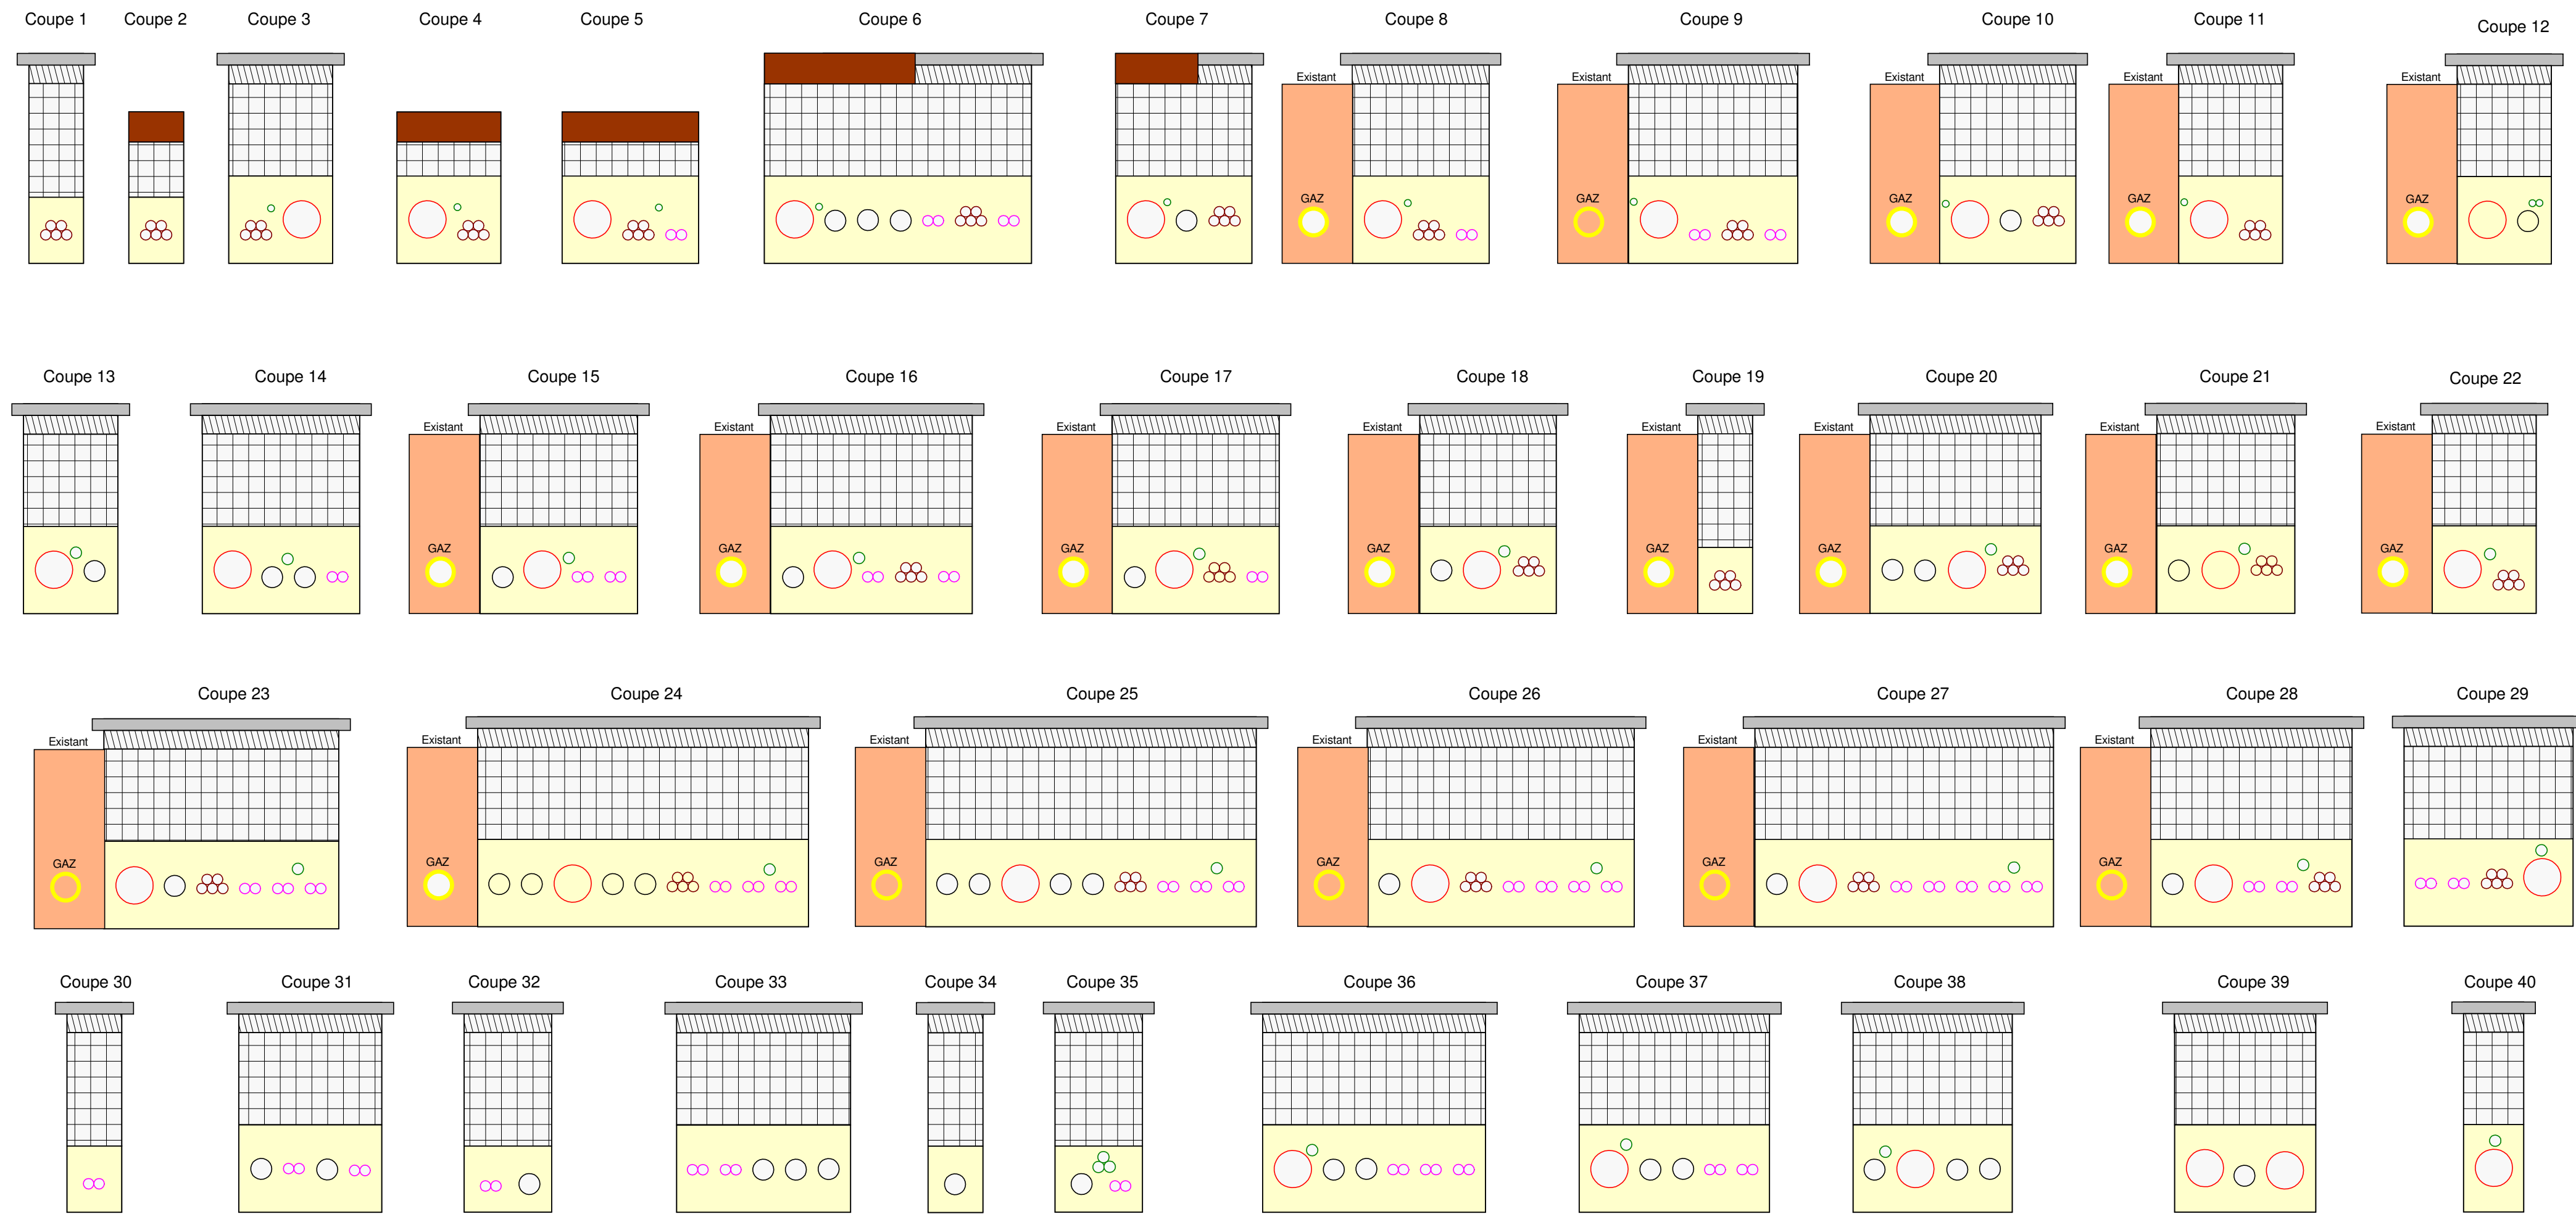 Coupe 1
Coupe 2
Coupe 3
Coupe 4
Coupe 5
Coupe 6
Coupe 7
Coupe 8
Coupe 9
Coupe 10
Coupe 11
Coupe 12
Existant
Existant
Existant
Existant
Existant
GAZ
GAZ
GAZ
GAZ
GAZ
Coupe 13
Coupe 14
Coupe 15
Coupe 16
Coupe 17
Coupe 18
Coupe 19
Coupe 20
Coupe 21
Coupe 22
Existant
Existant
Existant
Existant
Existant
Existant
Existant
Existant
GAZ
GAZ
GAZ
GAZ
GAZ
GAZ
GAZ
GAZ
Coupe 23
Coupe 24
Coupe 25
Coupe 26
Coupe 27
Coupe 28
Coupe 29
Existant
Existant
Existant
Existant
Existant
Existant
GAZ
GAZ
GAZ
GAZ
GAZ
GAZ
Coupe 30
Coupe 31
Coupe 32
Coupe 33
Coupe 34
Coupe 35
Coupe 36
Coupe 37
Coupe 38
Coupe 39
Coupe 40